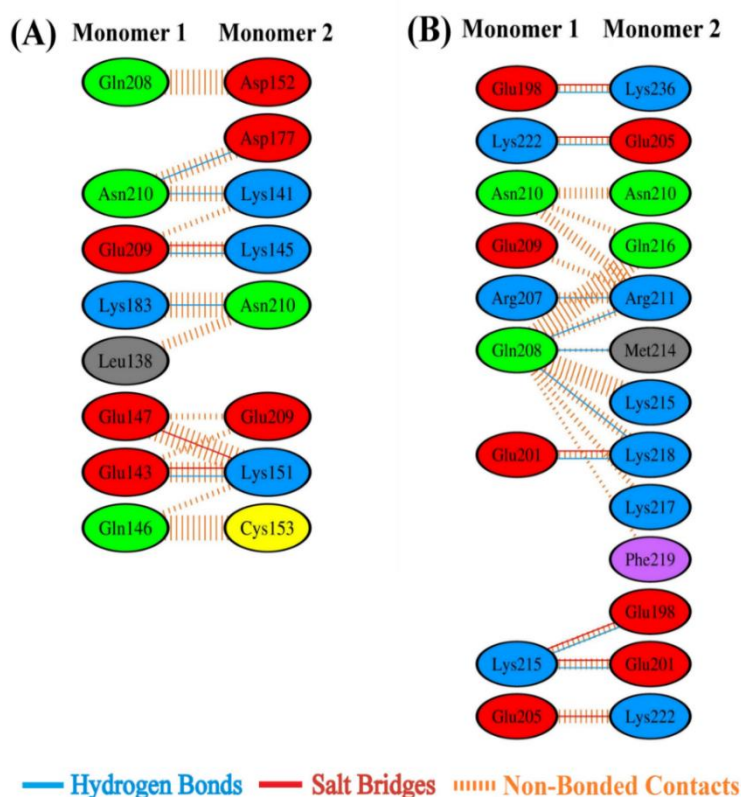 (A) Monomer 1 Monomer 2
Gln208 Asp152
Asp177
Asn210 Lys141
Glu209 Lys145
Lys183 Asn210
Leu138
Glu147 Glu209
Glu143 Lys151
Gln146 Cys153
(B) Monomer 1 Monomer 2
Glu198 Lys236
Lys222 Glu205
Asn210 Asn210
Glu209 Gln216
Arg207 Arg211
Gln208 Met214
Lys215
Glu201 Lys218
Lys217
Phe219
Glu198
Lys215 Glu201
Glu205 Lys222
Hydrogen Bonds Salt Bridges Non-Bonded Contacts